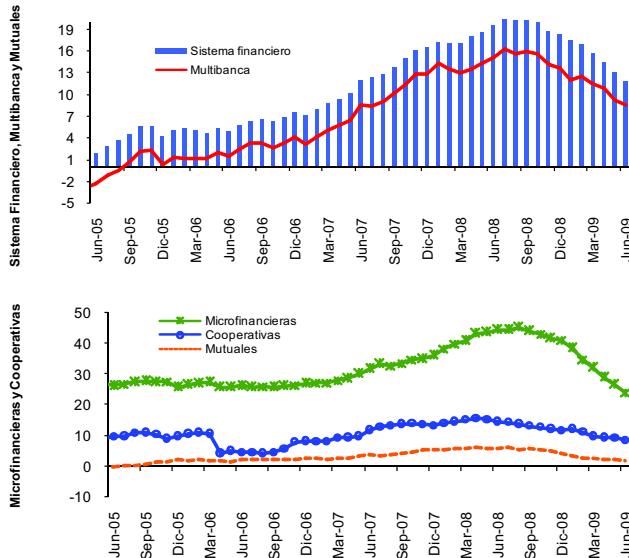 Sistema Financiero, Multibanca y Mutuales
19
16
13
10
7
4
1
-2
-5
Sistema financiero
Multibanca
Jun-05
Sep-05
Dic-05
Mar-06
Jun-06
Sep-06
Dic-06
Mar-07
Jun-07
Sep-07
Dic-07
Mar-08
Jun-08
Sep-08
Dic-08
Mar-09
Jun-09
Microfinancieras y Cooperativas
50
40
30
20
10
0
-10
Microfinancieras
Cooperativas
Mutuales
Jun-05
Sep-05
Dic-05
Mar-06
Jun-06
Sep-06
Dic-06
Mar-07
Jun-07
Sep-07
Dic-07
Mar-08
Jun-08
Sep-08
Dic-08
Mar-09
Jun-09